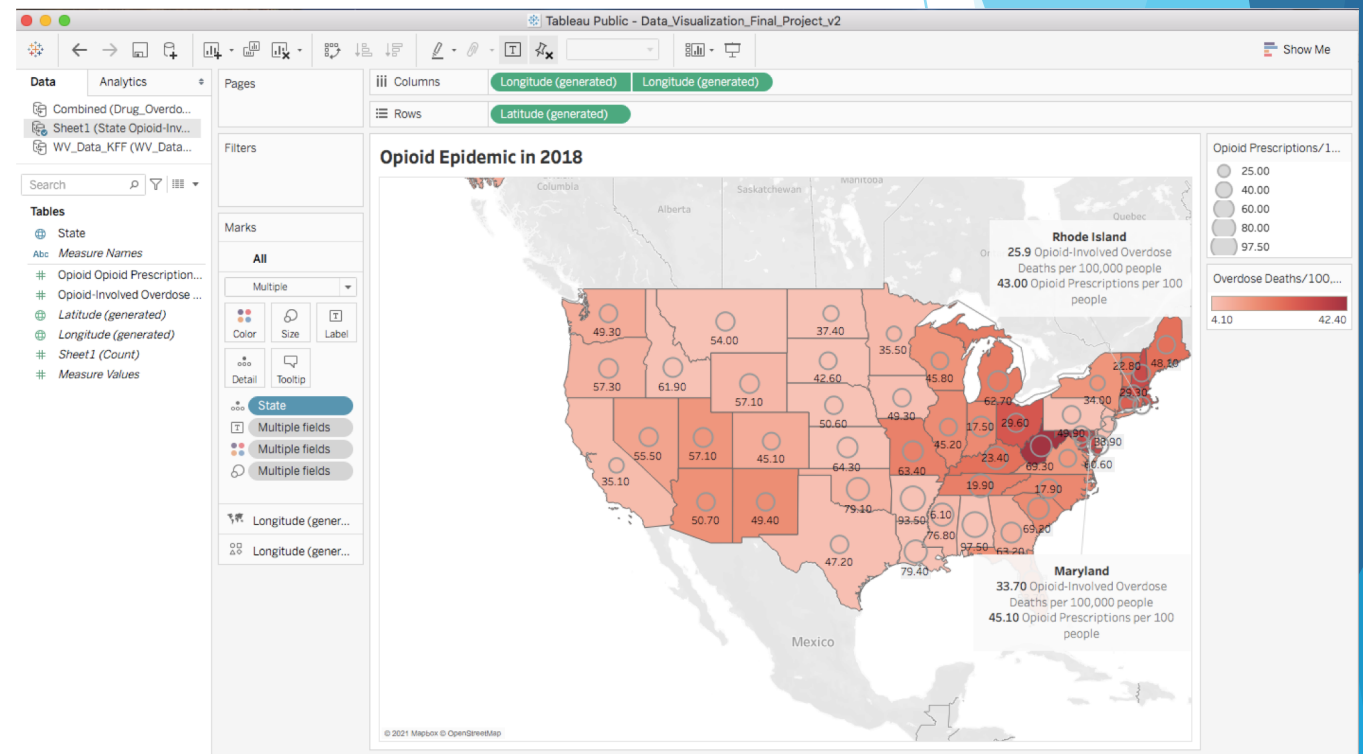 Tableau Public - Data_Visualization_Final_Project_v2
Show Me
Data
Analytics
Combined (Drug_Overdo...
Sheet1 (State Opioid-Inv...
WV_Data_KFF (WV_Data...
Search
Tables
State
Abc Measure Names
# Opioid Opioid Prescription...
# Opioid-Involved Overdose ...
Latitude (generated)
Longitude (generated)
# Sheet1 (Count)
# Measure Values
Pages
Filters
Marks
All
Multiple
Color Size Label
Detail Tooltip
State
Multiple fields
Multiple fields
Multiple fields
Longitude (gener...
Longitude (gener...
iii Columns
Longitude (generated) Longitude (generated)
Rows
Latitude (generated)
Opioid Epidemic in 2018
Columbia
Alberta
Saskatchewan
Manitoba
Quebec
Rhode Island
25.9 Opioid-Involved Overdose
Deaths per 100,000 people
43.00 Opioid Prescriptions per 100
people
49.30
54.00
37.40
35.50
45.80
22.80
48.10
57.30
61.90
57.10
42.60
62.70
34.00
29.30
50.60
49.30
17.50
29.60
49.90
38.90
55.50
57.10
45.10
64.30
63.40
45.20
23.40
69.30
60.60
35.10
50.70
49.40
79.10
19.90
17.90
93.50
6.10
76.80
97.50
63.20
69.20
47.20
79.40
Maryland
33.70 Opioid-Involved Overdose
Deaths per 100,000 people
45.10 Opioid Prescriptions per 100
people
Mexico
© 2021 Mapbox © OpenStreetMap
Opioid Prescriptions/1...
25.00
40.00
60.00
80.00
97.50
Overdose Deaths/100,...
4.10 42.40